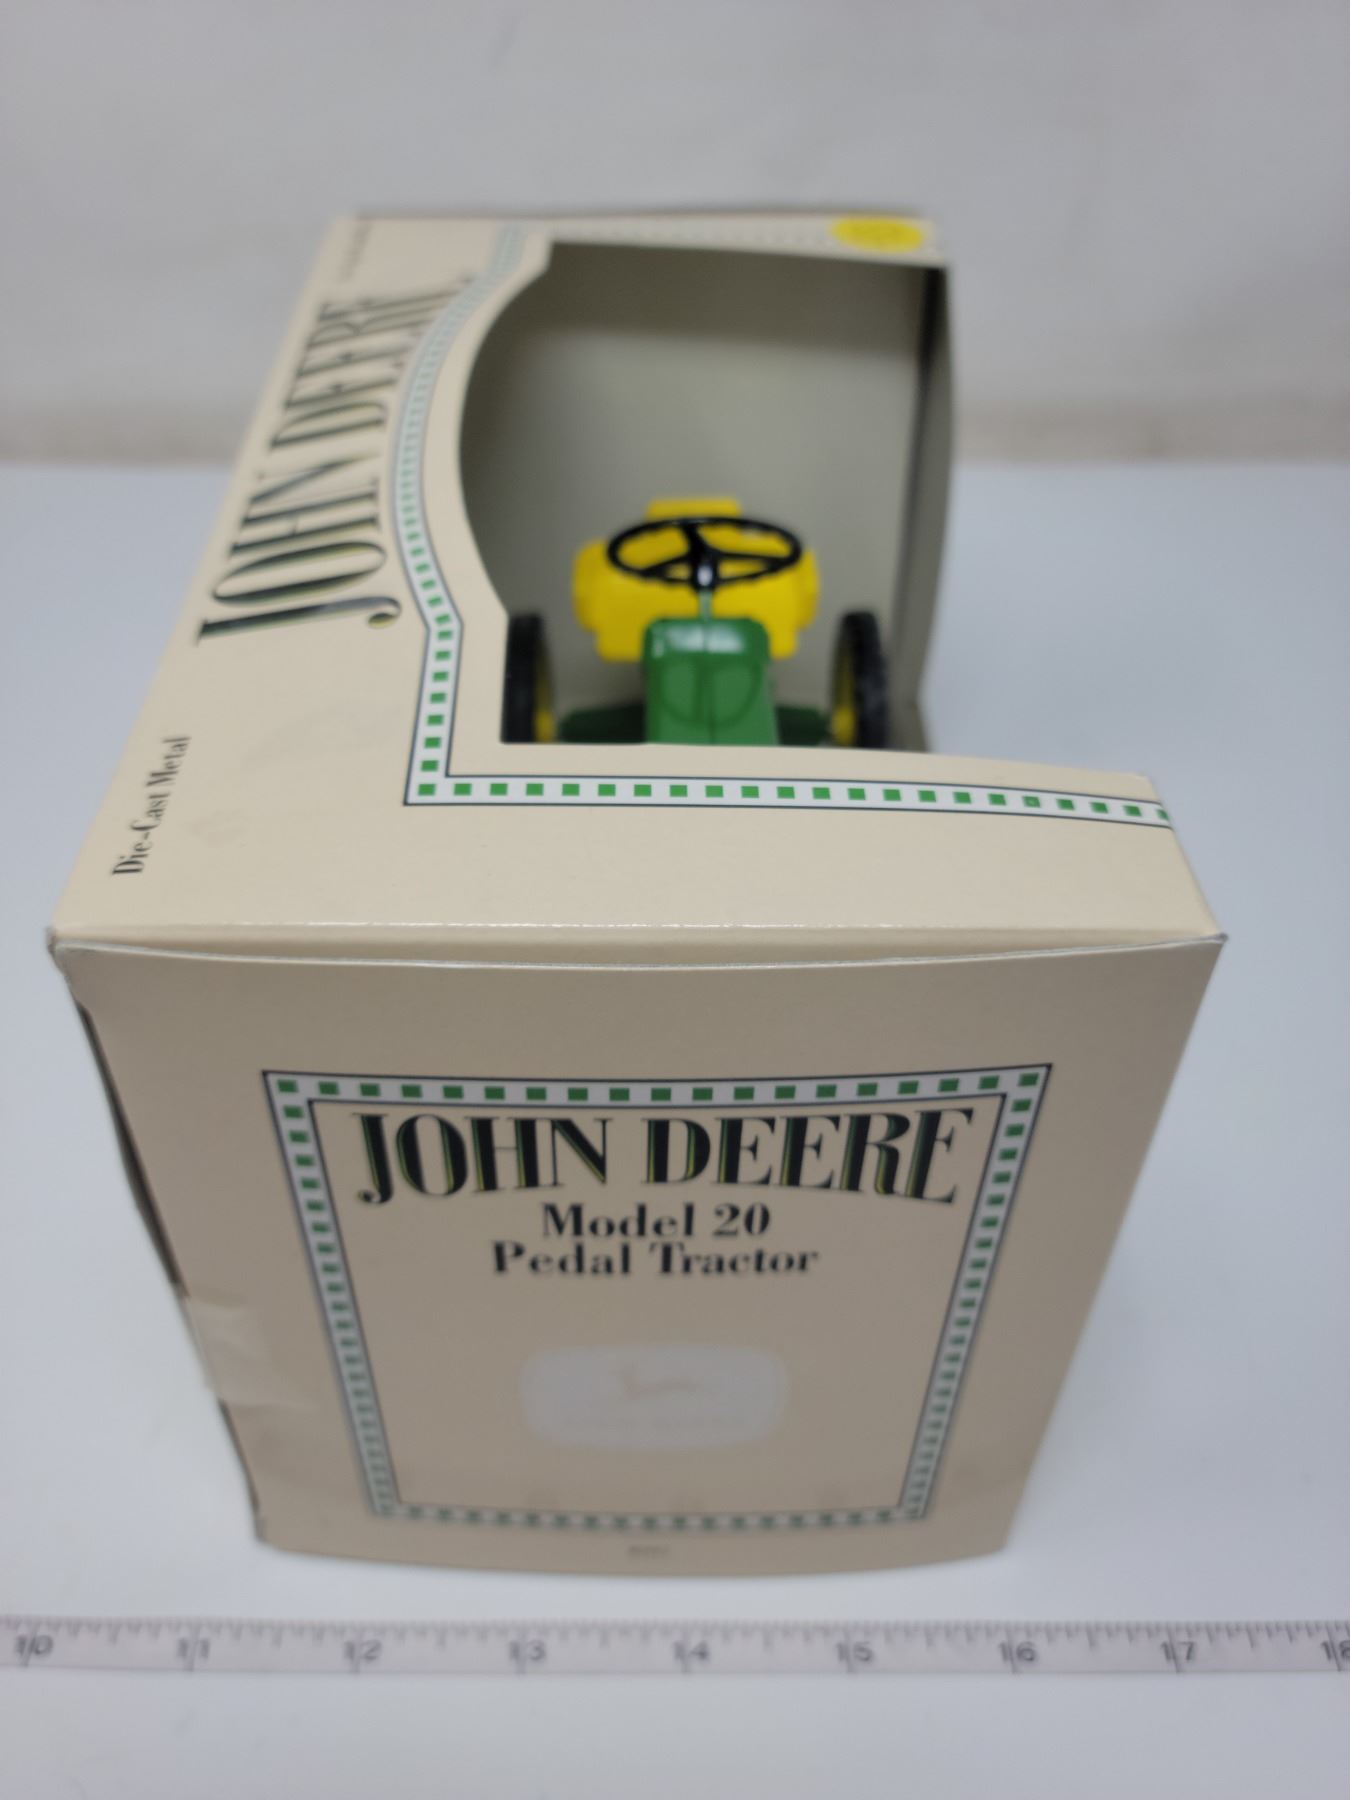 JOHN DEERE
Die-Cast Metal
JOHN DEERE
Model 20
Pedal Tractor
10 11 12 13 14 15 16 17 18